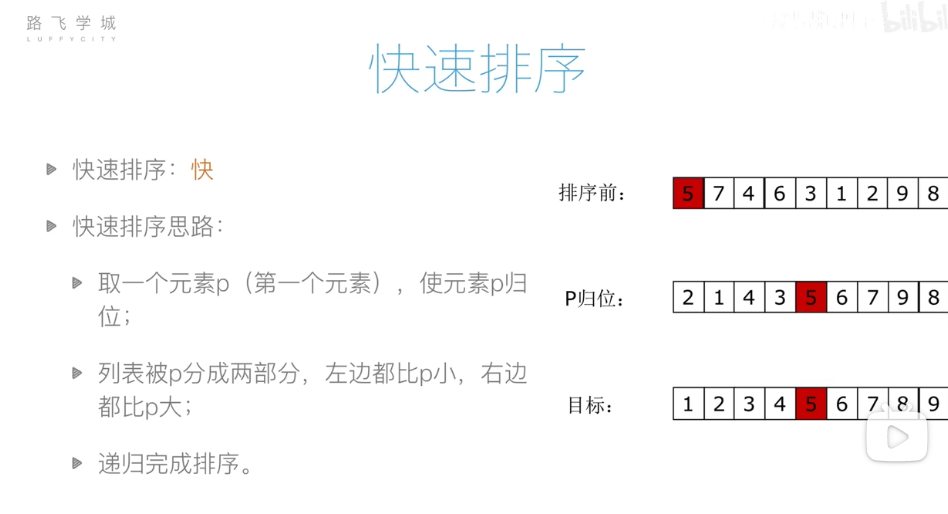 路飞学城
LUFFYCITY
bilibili
快速排序
快速排序：快
快速排序思路：
取一个元素p（第一个元素），使元素p归
位；
列表被p分成两部分，左边都比p小，右边
都比p大；
递归完成排序。
排序前： 5 7 4 6 3 1 2 9 8
P归位： 2 1 4 3 5 6 7 9 8
目标： 1 2 3 4 5 6 7 8 9